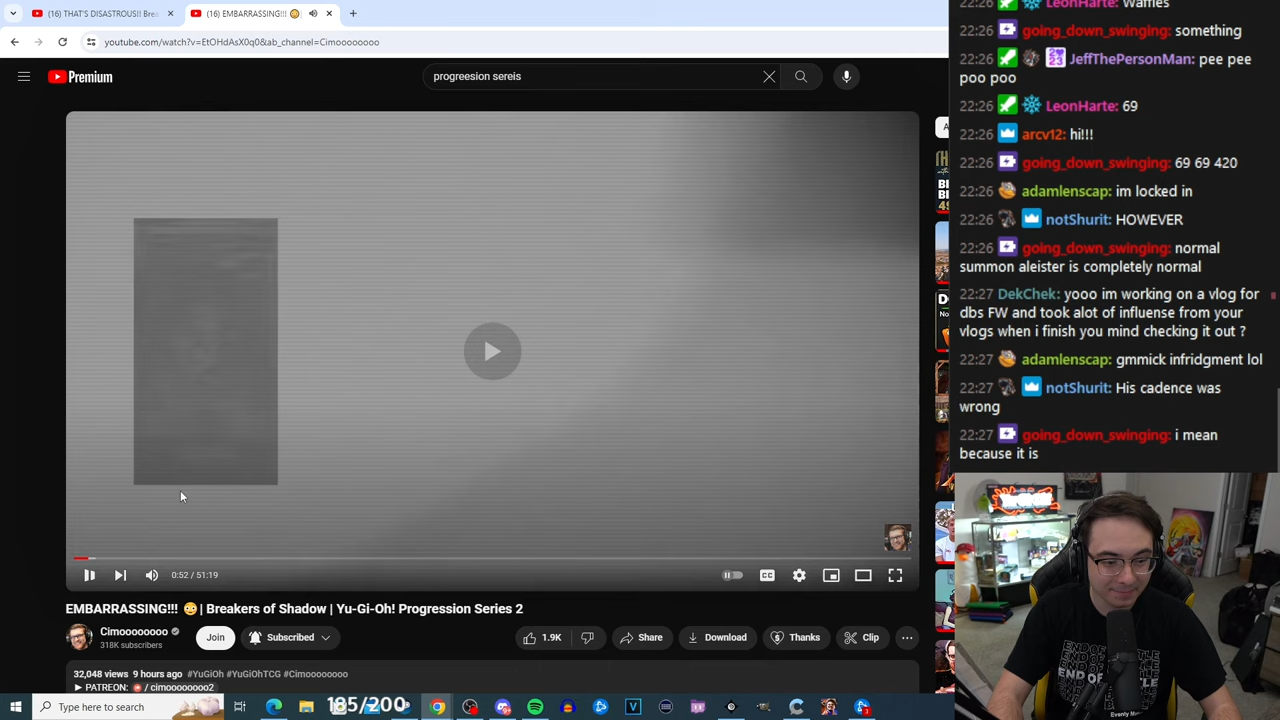 (16) THAT'S DISASTROUS!! Brea
(16) EMBARRASSING!!! 😳
youtube.com/watch?v=EtOHdAsX0q0&ab_channel=Cimoooooooo
Premium
progreesion sereis
0:52 / 51:19
CC
EMBARRASSING!!! 😳 | Breakers of Shadow | Yu-Gi-Oh! Progression Series 2
Cimoooooooo
318K subscribers
Join
Subscribed
1.9K
Share
Download
Thanks
Clip
32,048 views 9 hours ago #YuGiOh #YuGiOhTCG #Cimoooooooo
► PATREON: / cimoooooooo2
Type here to search
185/200
22:26 LeonHarte: Waffles
22:26 going_down_swinging: something
22:26 JeffThePersonMan: pee pee
poo poo
22:26 LeonHarte: 69
22:26 arcv12: hi!!!
22:26 going_down_swinging: 69 69 420
22:26 adamlenscap: im locked in
22:26 notShurit: HOWEVER
22:26 going_down_swinging: normal
summon aleister is completely normal
22:27 DekChek: yooo im working on a vlog for
dbs FW and took alot of influense from your
vlogs when i finish you mind checking it out ?
22:27 adamlenscap: gmmick infridgment lol
22:27 notShurit: His cadence was
wrong
22:27 going_down_swinging: i mean
because it is
END OF